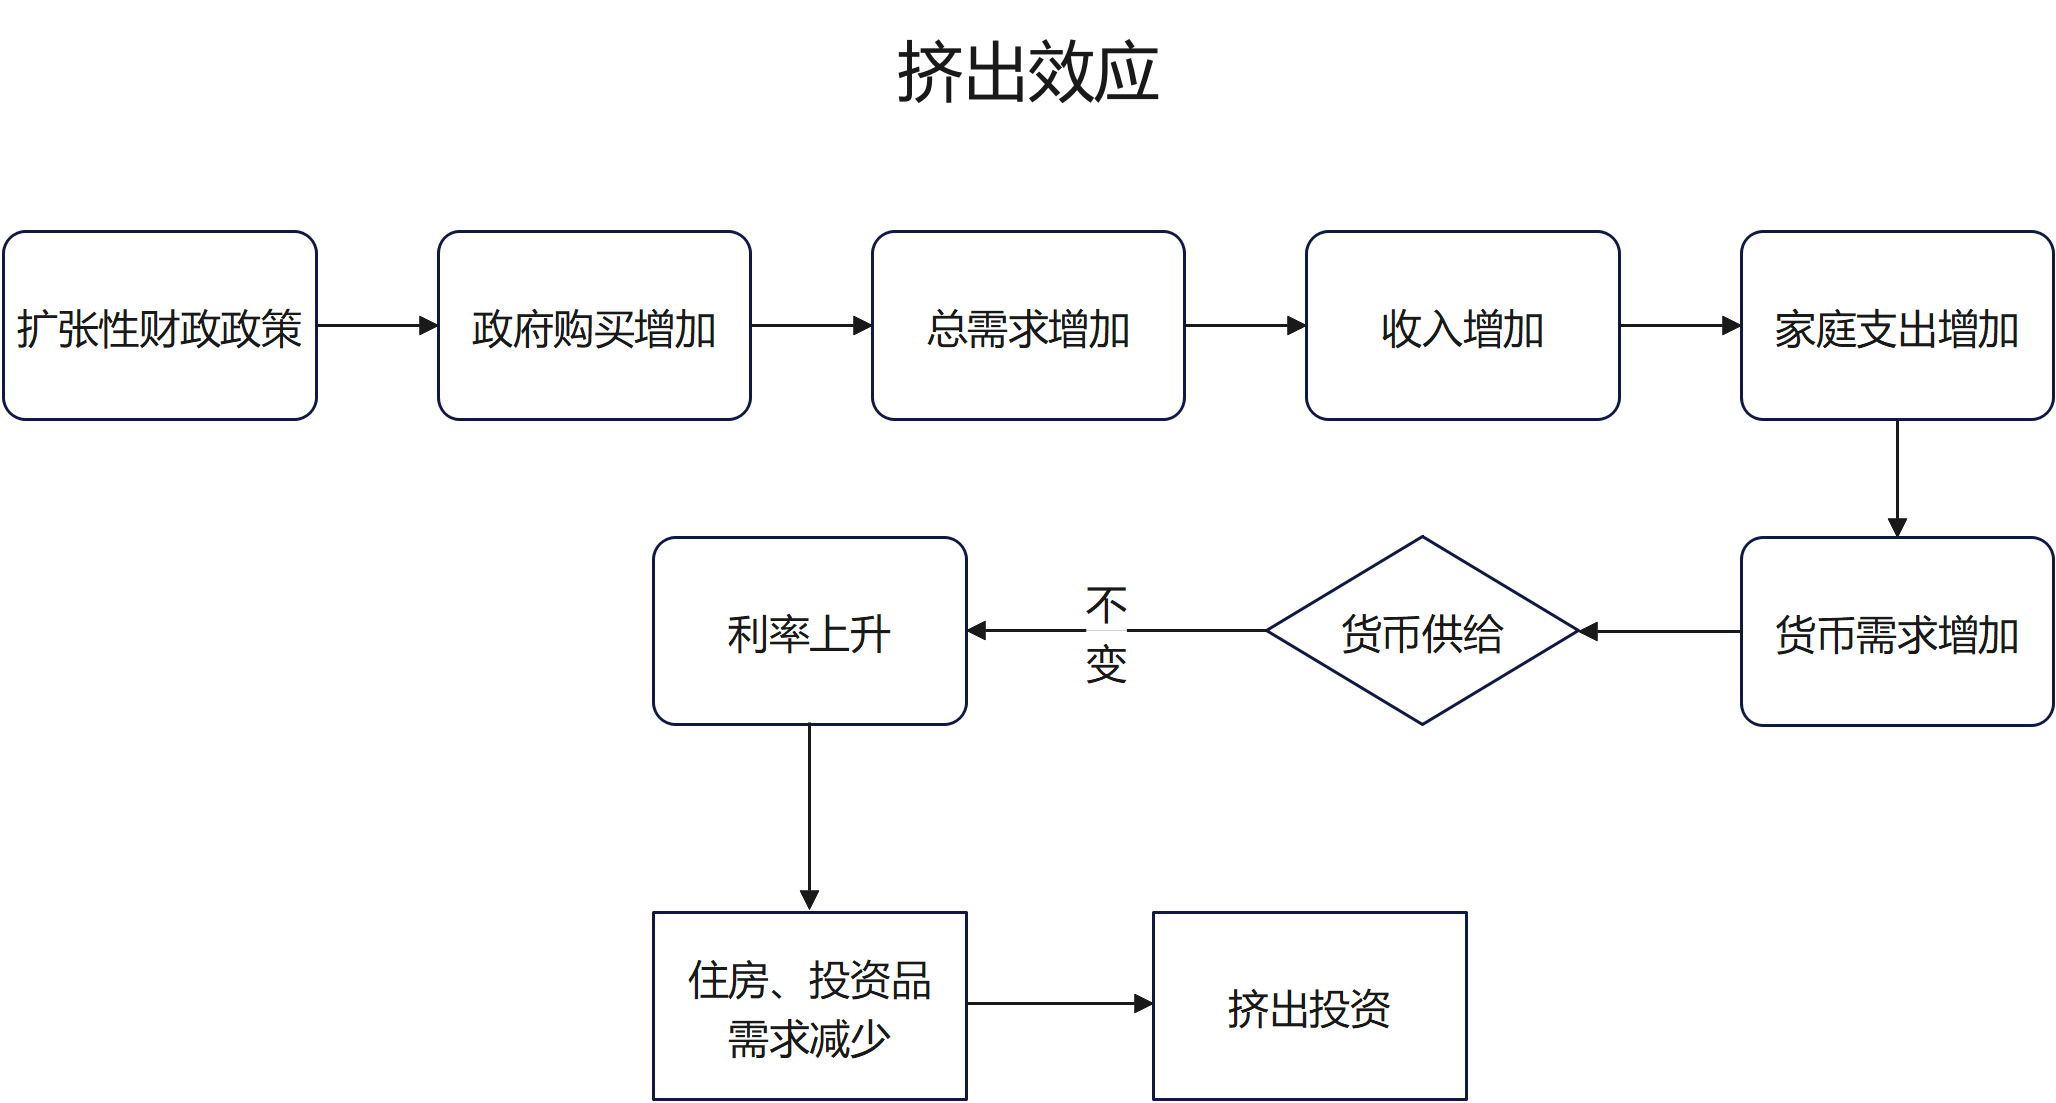 挤出效应
扩张性财政政策
政府购买增加
总需求增加
收入增加
家庭支出增加
货币需求增加
货币供给
不
变
利率上升
住房、投资品
需求减少
挤出投资